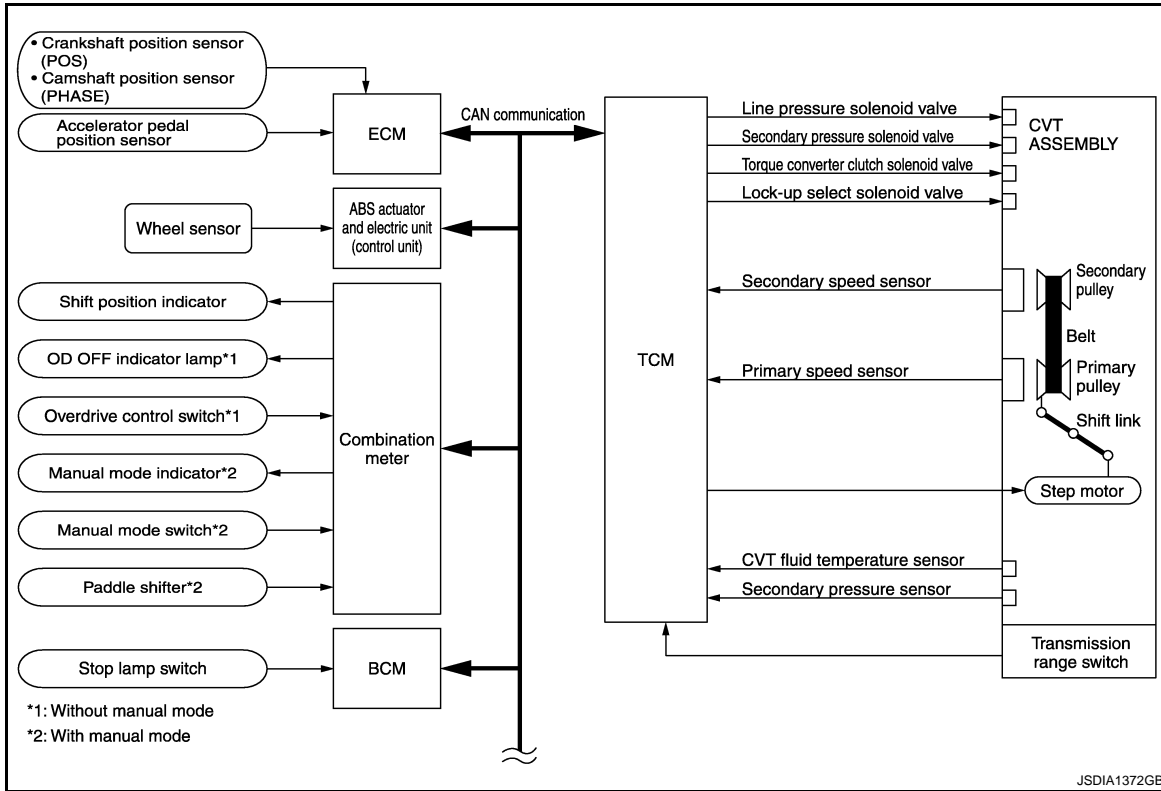 • Crankshaft position sensor
(POS)
• Camshaft position sensor
(PHASE)
Accelerator pedal
position sensor
ECM
CAN communication
Wheel sensor
ABS actuator
and electric unit
(control unit)
Shift position indicator
OD OFF indicator lamp*1
Overdrive control switch*1
Manual mode indicator*2
Manual mode switch*2
Paddle shifter*2
Combination
meter
Stop lamp switch
BCM
*1: Without manual mode
*2: With manual mode
TCM
Line pressure solenoid valve
Secondary pressure solenoid valve
Torque converter clutch solenoid valve
Lock-up select solenoid valve
Secondary speed sensor
Primary speed sensor
CVT fluid temperature sensor
Secondary pressure sensor
CVT
ASSEMBLY
Secondary
pulley
Belt
Primary
pulley
Shift link
Step motor
Transmission
range switch
JSDIA1372GB